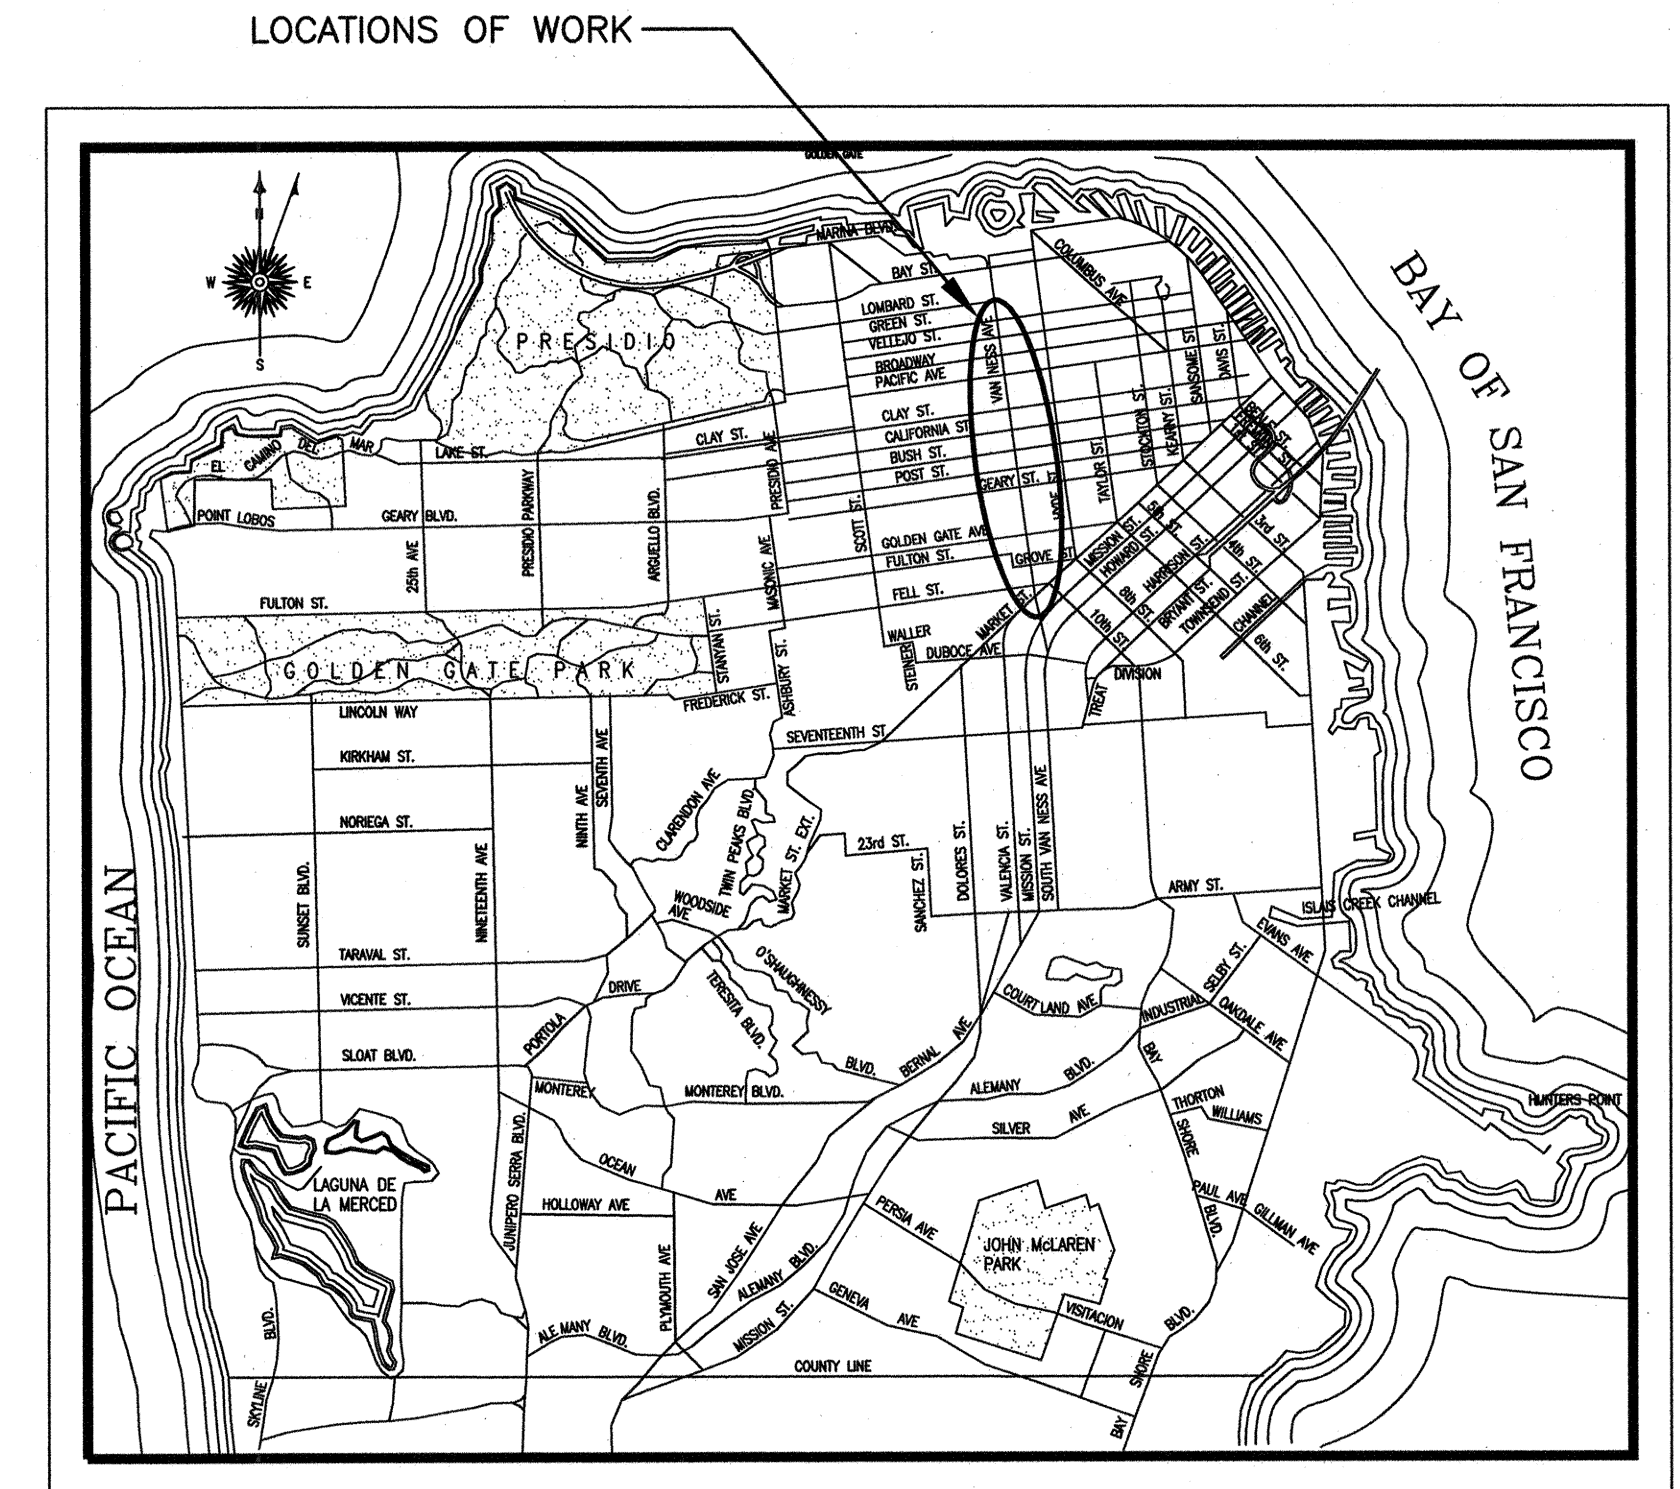 LOCATIONS OF WORK
GOLDEN GATE
N
W E
S
MARINA BLVD.
BAY ST.
COLUMBUS AVE
LOMBARD ST.
GREEN ST.
VELLEJO ST.
BROADWAY
PACIFIC AVE
VAN NESS AVE
SANSOME ST
DAVIS ST.
PRESIDIO
BAY OF SAN FRANCISCO
CLAY ST.
CALIFORNIA ST
BUSH ST.
POST ST.
GEARY ST.
HYDE
TAYLOR ST.
STOCKTON ST.
KEARNY ST.
BEALE ST.
CLAY ST.
EL CAMINO DEL MAR
LAKE ST.
POINT LOBOS
GEARY BLVD.
25th AVE
PRESIDIO PARKWAY
ARGUELLO BLVD.
PRESIDIO AVE
MASONIC AVE
SCOTT ST.
GOLDEN GATE AVE
FULTON ST.
GROVE ST
FELL ST.
MISSION ST.
HOWARD ST.
5th ST
HARRISON ST.
3rd ST
4th ST.
8th ST.
BRYANT ST.
TOWNSEND ST.
CHANNEL
10th ST.
6th ST.
MARKET ST.
FULTON ST.
GOLDEN GATE PARK
STANYAN ST.
ASHBURY ST.
FREDERICK ST.
WALLER
STEINER
DUBOCE AVE
DIVISION
TREAT
LINCOLN WAY
SEVENTEENTH ST
KIRKHAM ST.
NINTH AVE
SEVENTH AVE
CLARENDON AVE
TWIN PEAKS BLVD
MARKET ST. EXT.
NORIEGA ST.
23rd ST.
SANCHEZ ST.
DOLORES ST.
VALENCIA ST.
MISSION ST.
SOUTH VAN NESS AVE
SUNSET BLVD.
NINETEENTH AVE
WOODSIDE AVE
ARMY ST.
ISLAIS CREEK CHANNEL
EVANS AVE
PACIFIC OCEAN
TARAVAL ST.
O'SHAUGHNESSY
BLVD.
TERESITA BLVD.
SELBY ST.
VICENTE ST.
PORTOLA DRIVE
COURTLAND AVE
INDUSTRIAL
OAKDALE AVE
SLOAT BLVD.
BERNAL AVE
MONTEREY
MONTEREY BLVD.
ALEMANY BLVD.
BAY SHORE BLVD.
THORTON
WILLIAMS
HUNTERS POINT
SILVER AVE
JUNIPERO SERRA BLVD.
OCEAN AVE
LAGUNA DE
LA MERCED
HOLLOWAY AVE
PERSIA AVE
PAUL AVE
GILLMAN AVE
JOHN McLAREN
PARK
SAN JOSE AVE
ALEMANY BLVD.
PLYMOUTH AVE
GENEVA AVE
VISITACION
MISSION ST.
ALEMANY BLVD.
SKYLINE BLVD.
COUNTY LINE
BAY SHORE BLVD.